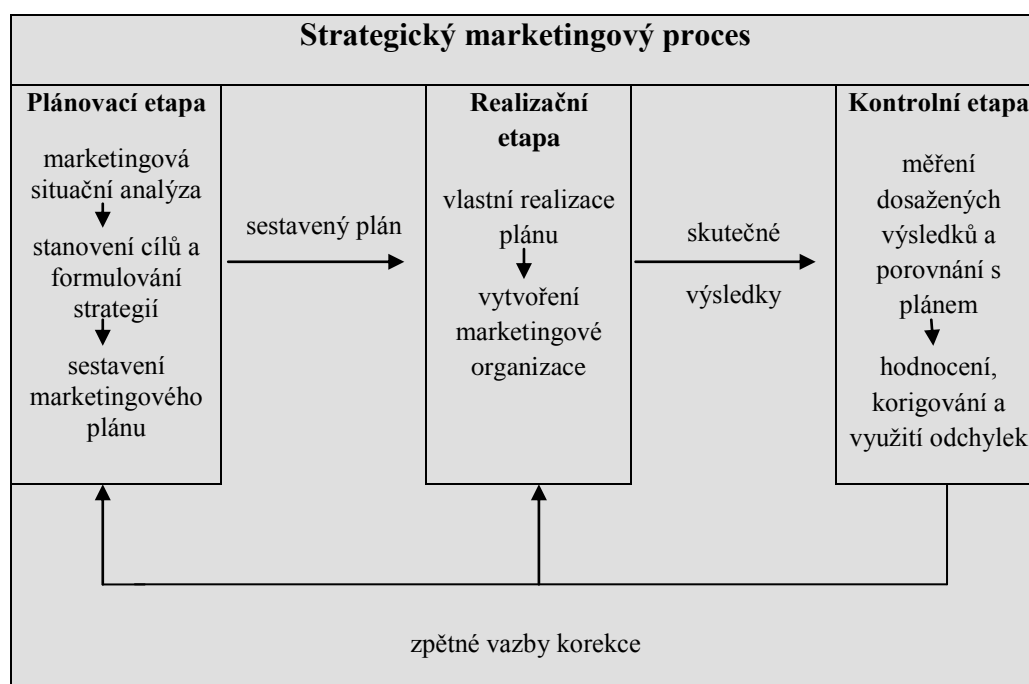 Strategický marketingový proces
Plánovací etapa
marketingová
situační analýza
stanovení cílů a
formulování
strategií
sestavení
marketingového
plánu
sestavený plán
Realizační
etapa
vlastní realizace
plánu
vytvoření
marketingové
organizace
skutečné
výsledky
Kontrolní etapa
měření
dosažených
výsledků a
porovnání s
plánem
hodnocení,
korigování a
využití odchylek
zpětné vazby korekce